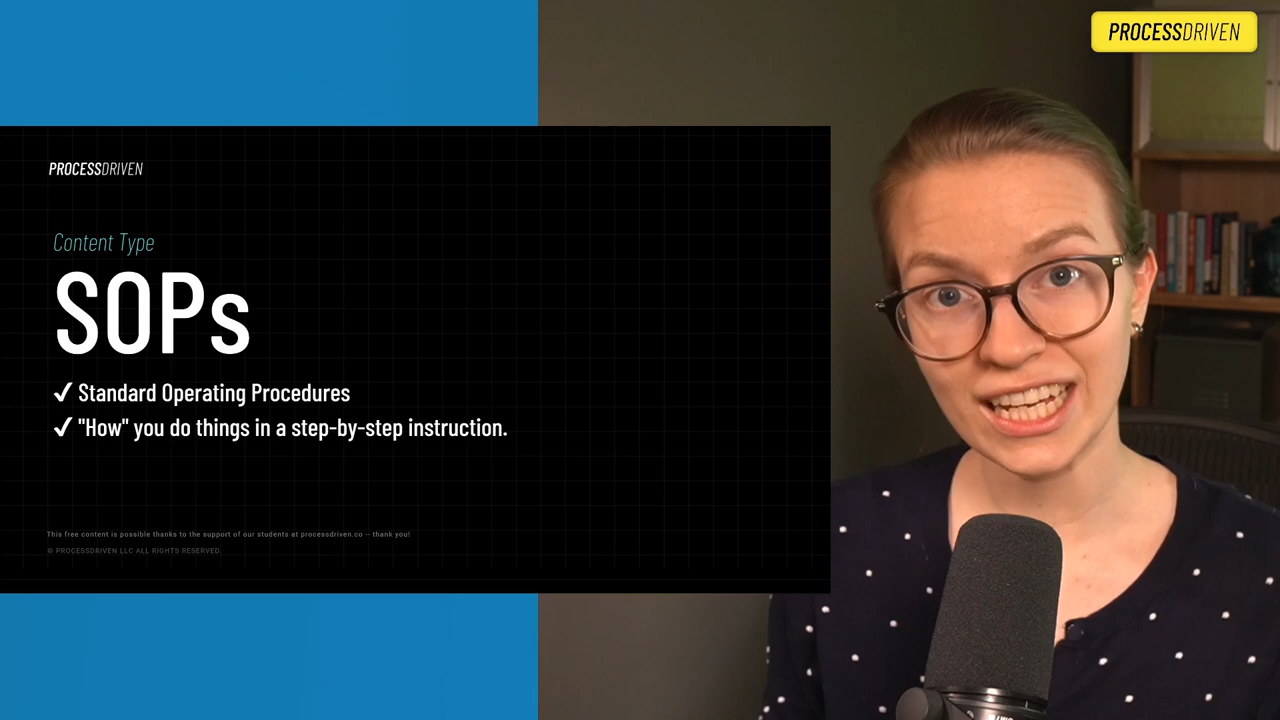 PROCESSDRIVEN
PROCESSDRIVEN
Content Type
SOPs
✓ Standard Operating Procedures
✓ "How" you do things in a step-by-step instruction.
This free content is possible thanks to the support of our students at processdriven.co -- thank you!
© PROCESSDRIVEN LLC ALL RIGHTS RESERVED.